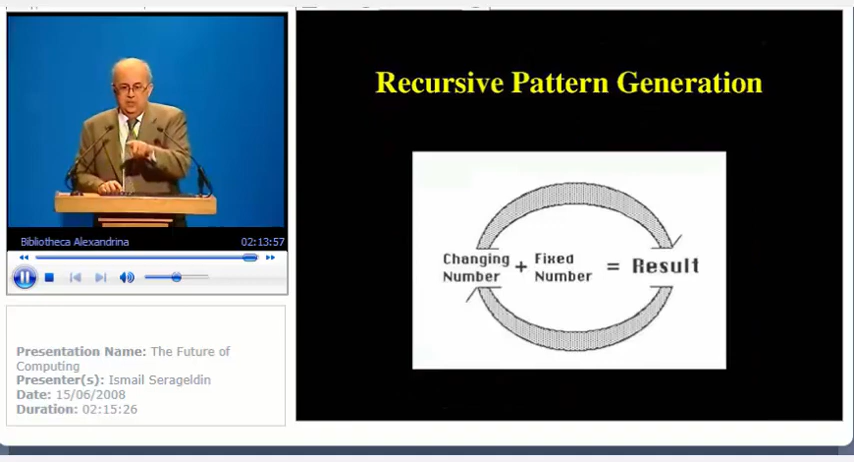 Recursive Pattern Generation
Changing
Number
+
Fixed
Number
= Result
Bibliotheca Alexandrina 02:13:57
Presentation Name: The Future of
Computing
Presenter(s): Ismail Serageldin
Date: 15/06/2008
Duration: 02:15:26